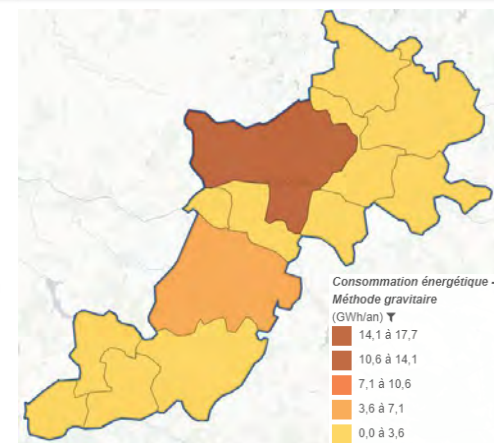 Consommation énergétique -
Méthode gravitaire
(GWh/an)
14,1 à 17,7
10,6 à 14,1
7,1 à 10,6
3,6 à 7,1
0,0 à 3,6